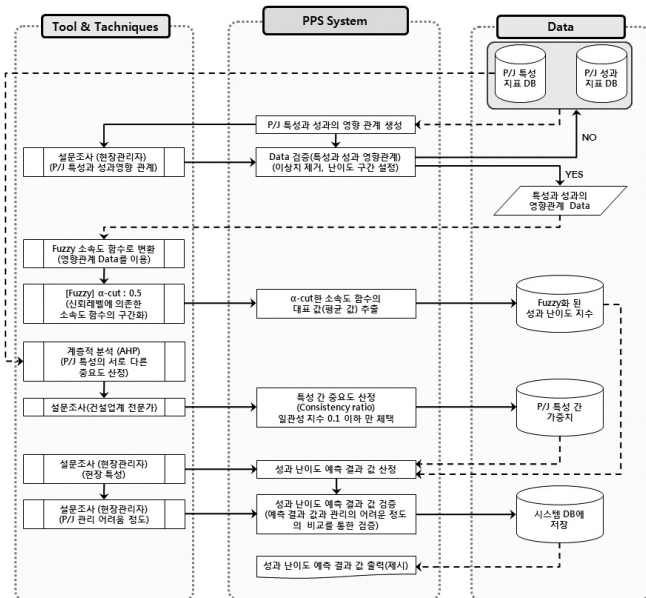 Tool & Tachniques
PPS System
Data
P/J 특성
지표 DB
P/J 성과
지표 DB
P/J 특성과 성과의 영향 관계 생성
NO
설문조사 (현장관리자)
(P/J 특성과 성과영향 관계)
Data 검증(특성과 성과 영향관계)
(이상지 제거, 난이도 구간 설정)
YES
특성과 성과의
영향관계 Data
Fuzzy 소속도 함수로 변환
(영향관계 Data를 이용)
[Fuzzy] α-cut : 0.5
(신뢰레벨에 의존한
소속도 함수의 구간화)
α-cut한 소속도 함수의
대표 값(평균 값) 추출
Fuzzy화 된
성과 난이도 지수
계층적 분석 (AHP)
(P/J 특성의 서로 다른
중요도 산정)
설문조사(건설업계 전문가)
특성 간 중요도 산정
(Consistency ratio)
일관성 지수 0.1 이하 만 체택
P/J 특성 간
가중치
설문조사 (현장관리자)
(현장 특성)
성과 난이도 예측 결과 값 산정
설문조사 (현장관리자)
(P/J 관리 어려움 정도)
성과 난이도 예측 결과 값 검증
(예측 결과 값과 관리의 어려운 정도
의 비교를 통한 검증)
시스템 DB에
저장
성과 난이도 예측 결과 값 출력(제시)